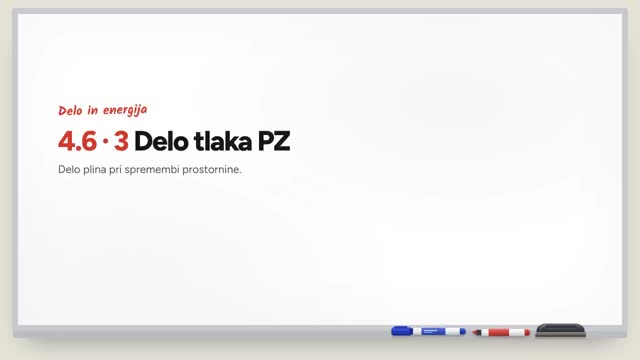 Delo in energija
4.6 · 3 Delo tlaka PZ
Delo plina pri spremembi prostornine.